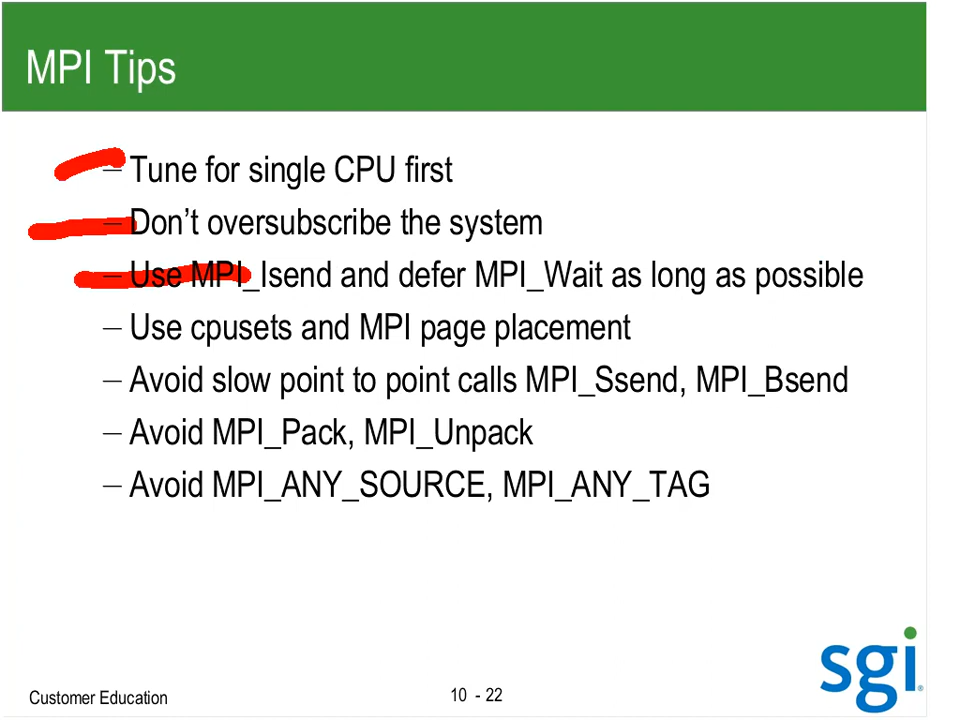 MPI Tips
– Tune for single CPU first
– Don’t oversubscribe the system
– Use MPI_Isend and defer MPI_Wait as long as possible
– Use cpusets and MPI page placement
– Avoid slow point to point calls MPI_Ssend, MPI_Bsend
– Avoid MPI_Pack, MPI_Unpack
– Avoid MPI_ANY_SOURCE, MPI_ANY_TAG
sgi®
Customer Education
10 - 22